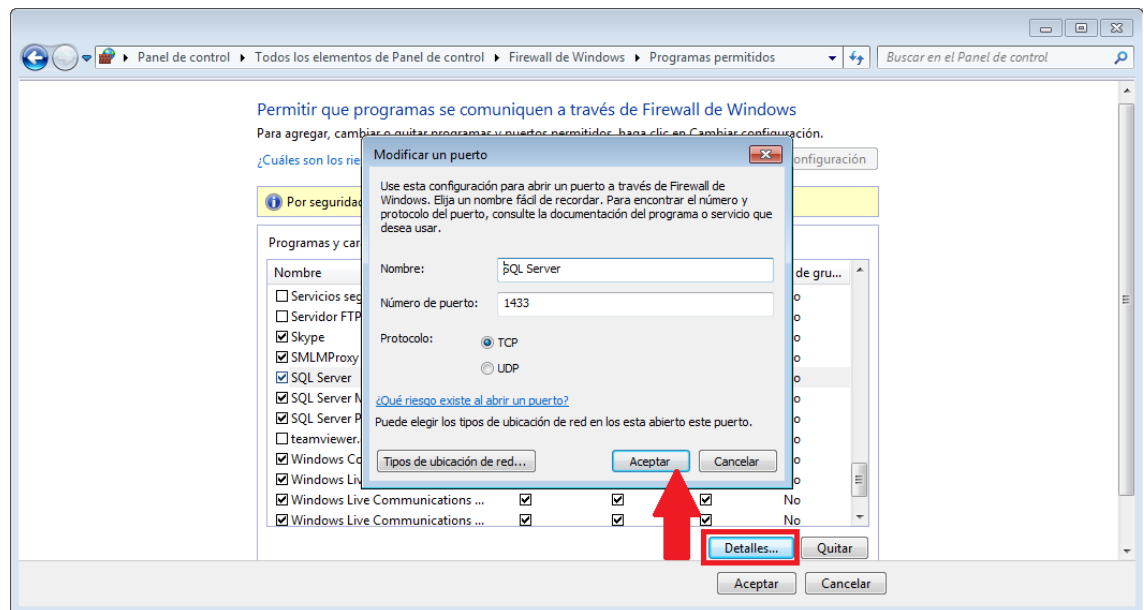 Panel de control ▸ Todos los elementos de Panel de control ▸ Firewall de Windows ▸ Programas permitidos
Buscar en el Panel de control
Permitir que programas se comuniquen a través de Firewall de Windows
Para agregar, cambiar o quitar programas y puertos permitidos, haga clic en Cambiar configuración.
¿Cuáles son los rie
onfiguración
Por seguridad
Programas y car
Nombre
de gru...
Servicios seg
Servidor FTP
Skype
SMLMProxy
SQL Server
SQL Server N
SQL Server P
teamviewer.
Windows Co
Windows Liv
Windows Live Communications ... No
Windows Live Communications ... No
Detalles...
Quitar
Aceptar
Cancelar
Modificar un puerto
Use esta configuración para abrir un puerto a través de Firewall de
Windows. Elija un nombre fácil de recordar. Para encontrar el número y
protocolo del puerto, consulte la documentación del programa o servicio que
desea usar.
Nombre: SQL Server
Número de puerto: 1433
Protocolo: TCP
UDP
¿Qué riesgo existe al abrir un puerto?
Puede elegir los tipos de ubicación de red en los esta abierto este puerto.
Tipos de ubicación de red...
Aceptar
Cancelar